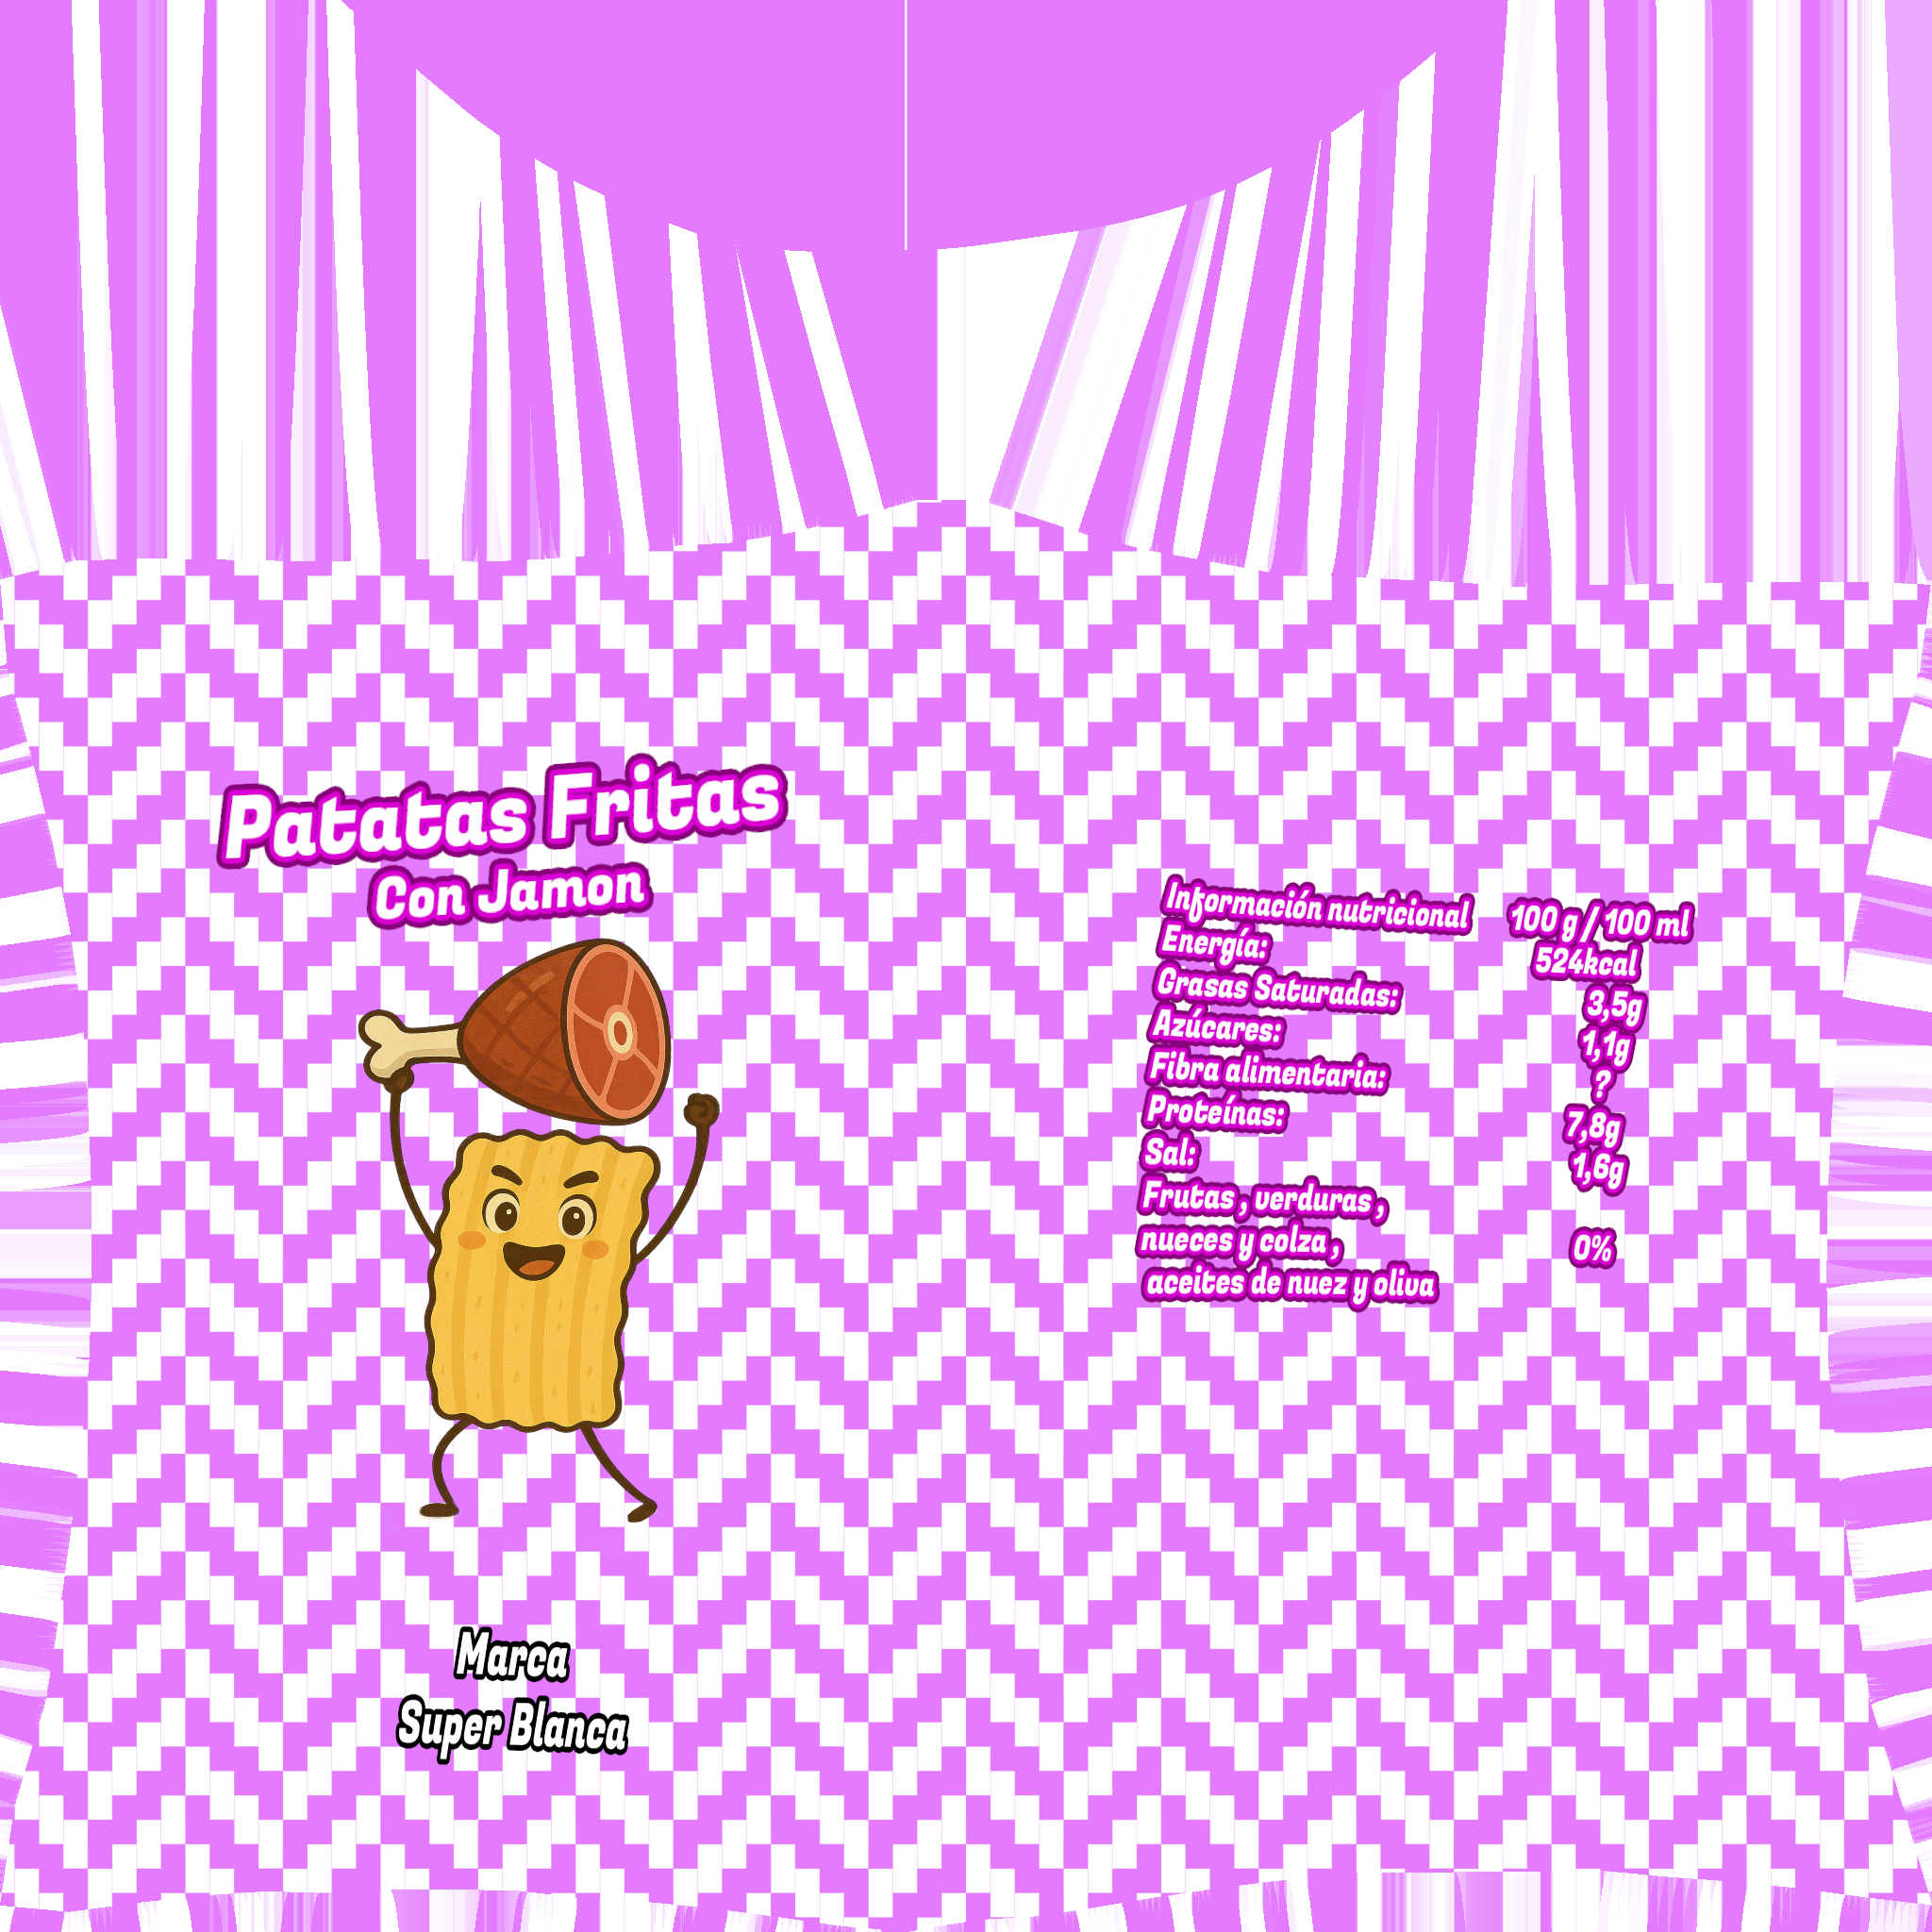 Patatas Fritas
Con Jamon
Marca
Super Blanca
Información nutricional 100 g / 100 ml
Energía: 524kcal
Grasas Saturadas: 3,5g
Azúcares: 1,1g
Fibra alimentaria: ?
Proteínas: 7,8g
Sal: 1,6g
Frutas , verduras ,
nueces y colza , 0%
aceites de nuez y oliva